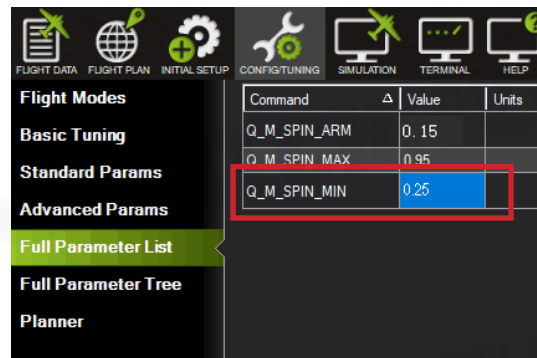 FLIGHT DATA FLIGHT PLAN INITIAL SETUP CONFIG/TUNING SIMULATION TERMINAL HELP
Flight Modes
Basic Tuning
Standard Params
Advanced Params
Full Parameter List
Full Parameter Tree
Planner
Command Value Units
Q_M_SPIN_ARM 0.15
Q_M_SPIN_MAX 0.95
Q_M_SPIN_MIN 0.25